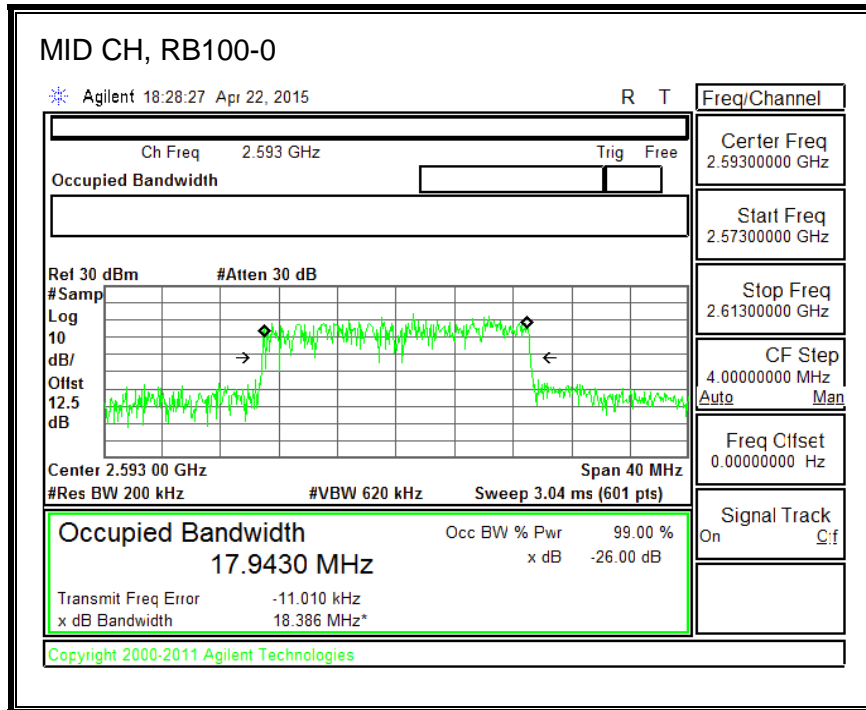 MID CH, RB100-0
Agilent 18:28:27 Apr 22, 2015 R T
Freq/Channel
Ch Freq 2.593 GHz Trig Free
Occupied Bandwidth
Center Freq
2.59300000 GHz
Start Freq
2.57300000 GHz
Stop Freq
2.61300000 GHz
CF Step
4.00000000 MHz
Auto Man
Freq Offset
0.00000000 Hz
Signal Track
On Off
Ref 30 dBm #Atten 30 dB
#Samp
Log
10
dB/
Offst
12.5
dB
Center 2.593 00 GHz Span 40 MHz
#Res BW 200 kHz #VBW 620 kHz Sweep 3.04 ms (601 pts)
Occupied Bandwidth Occ BW % Pwr 99.00 %
17.9430 MHz x dB -26.00 dB
Transmit Freq Error -11.010 kHz
x dB Bandwidth 18.386 MHz*
Copyright 2000-2011 Agilent Technologies